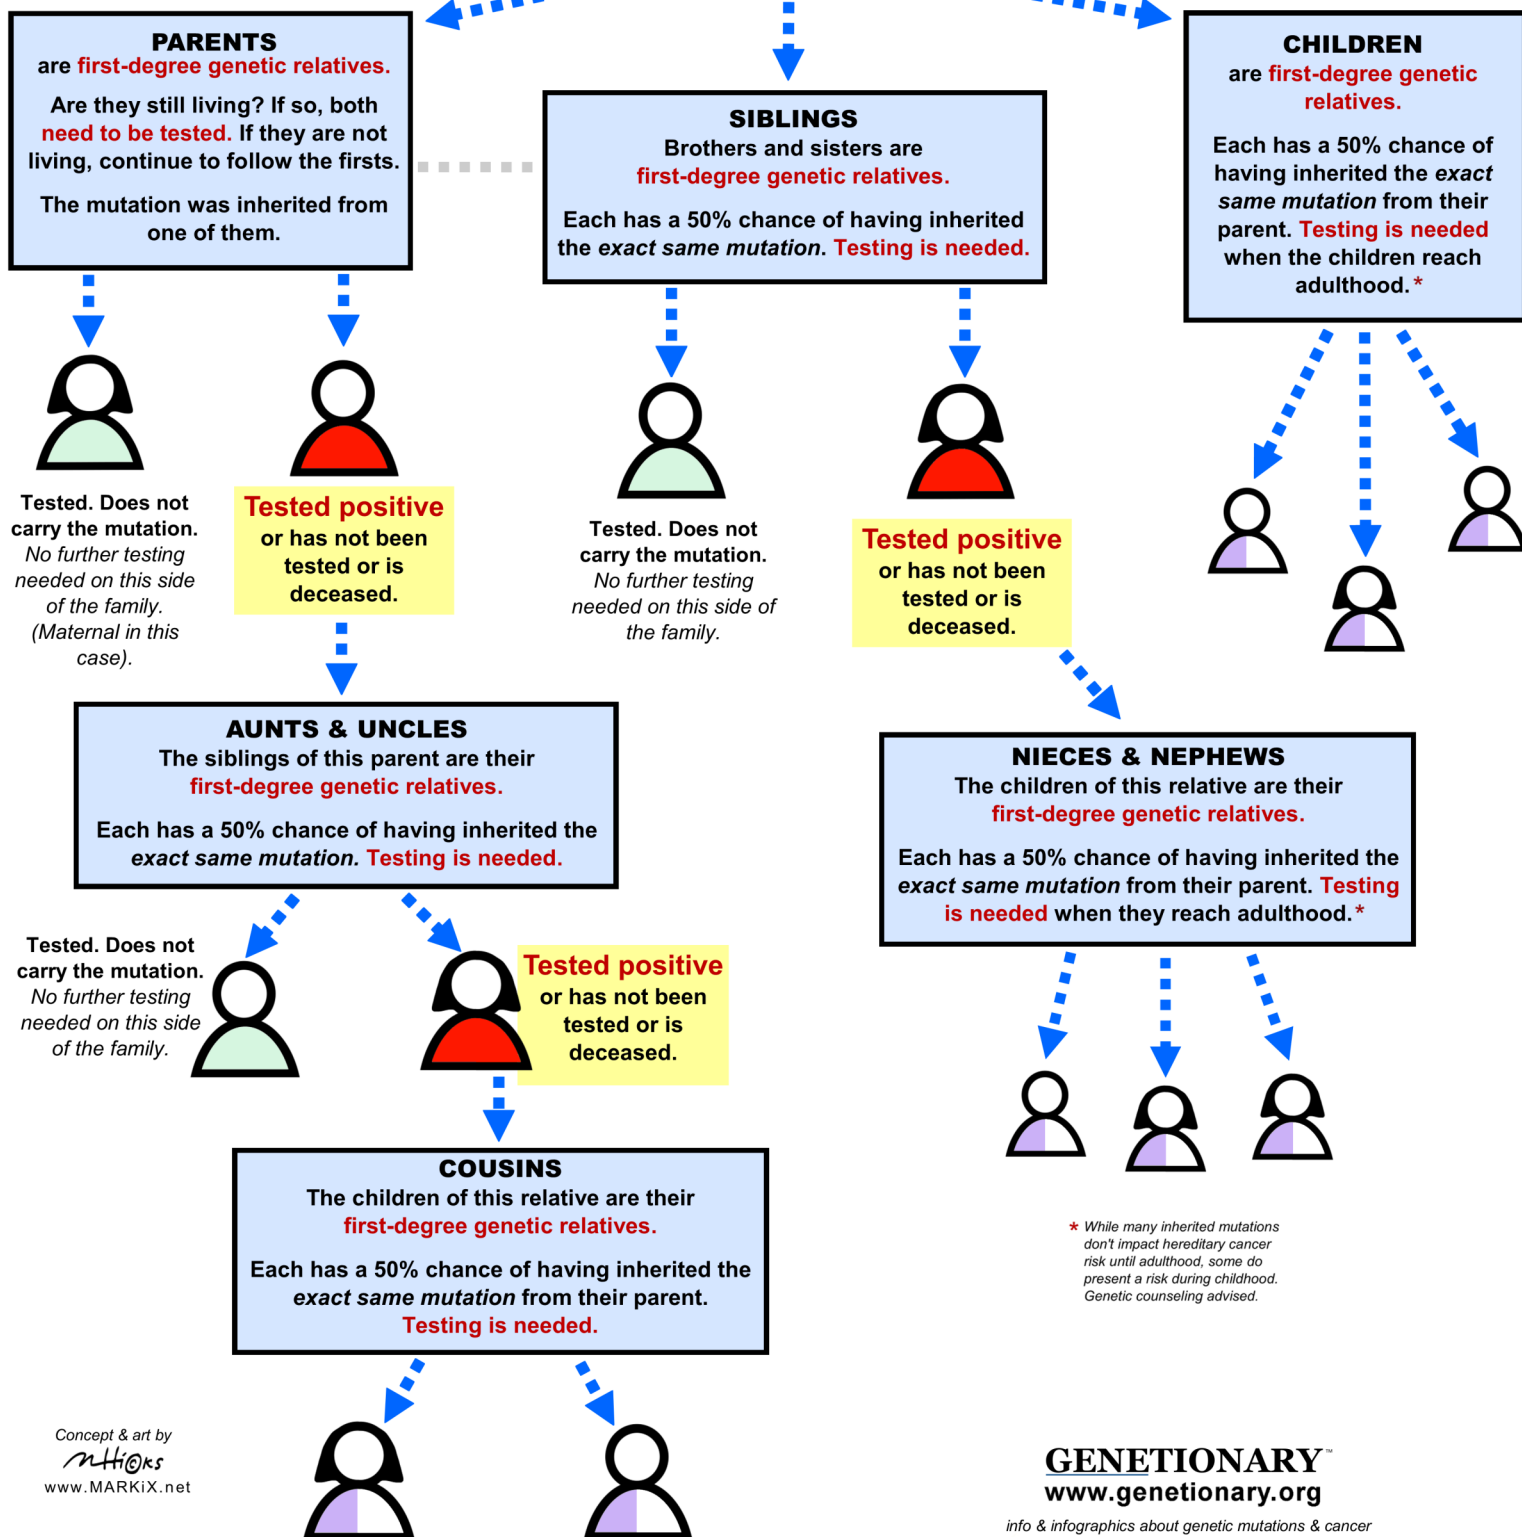 PARENTS
are first-degree genetic relatives.
Are they still living? If so, both
need to be tested. If they are not
living, continue to follow the firsts.
The mutation was inherited from
one of them.
SIBLINGS
Brothers and sisters are
first-degree genetic relatives.
Each has a 50% chance of having inherited
the exact same mutation. Testing is needed.
CHILDREN
are first-degree genetic
relatives.
Each has a 50% chance of
having inherited the exact
same mutation from their
parent. Testing is needed
when the children reach
adulthood.*
Tested. Does not
carry the mutation.
No further testing
needed on this side
of the family.
(Maternal in this
case).
Tested positive
or has not been
tested or is
deceased.
Tested. Does not
carry the mutation.
No further testing
needed on this side of
the family.
Tested positive
or has not been
tested or is
deceased.
AUNTS & UNCLES
The siblings of this parent are their
first-degree genetic relatives.
Each has a 50% chance of having inherited the
exact same mutation. Testing is needed.
NIECES & NEPHEWS
The children of this relative are their
first-degree genetic relatives.
Each has a 50% chance of having inherited the
exact same mutation from their parent. Testing
is needed when they reach adulthood.*
Tested. Does not
carry the mutation.
No further testing
needed on this side
of the family.
Tested positive
or has not been
tested or is
deceased.
COUSINS
The children of this relative are their
first-degree genetic relatives.
Each has a 50% chance of having inherited the
exact same mutation from their parent.
Testing is needed.
* While many inherited mutations
don't impact hereditary cancer
risk until adulthood, some do
present a risk during childhood.
Genetic counseling advised.
Concept & art by
www.MARKiX.net
GENETIONARY™
www.genetionary.org
info & infographics about genetic mutations & cancer